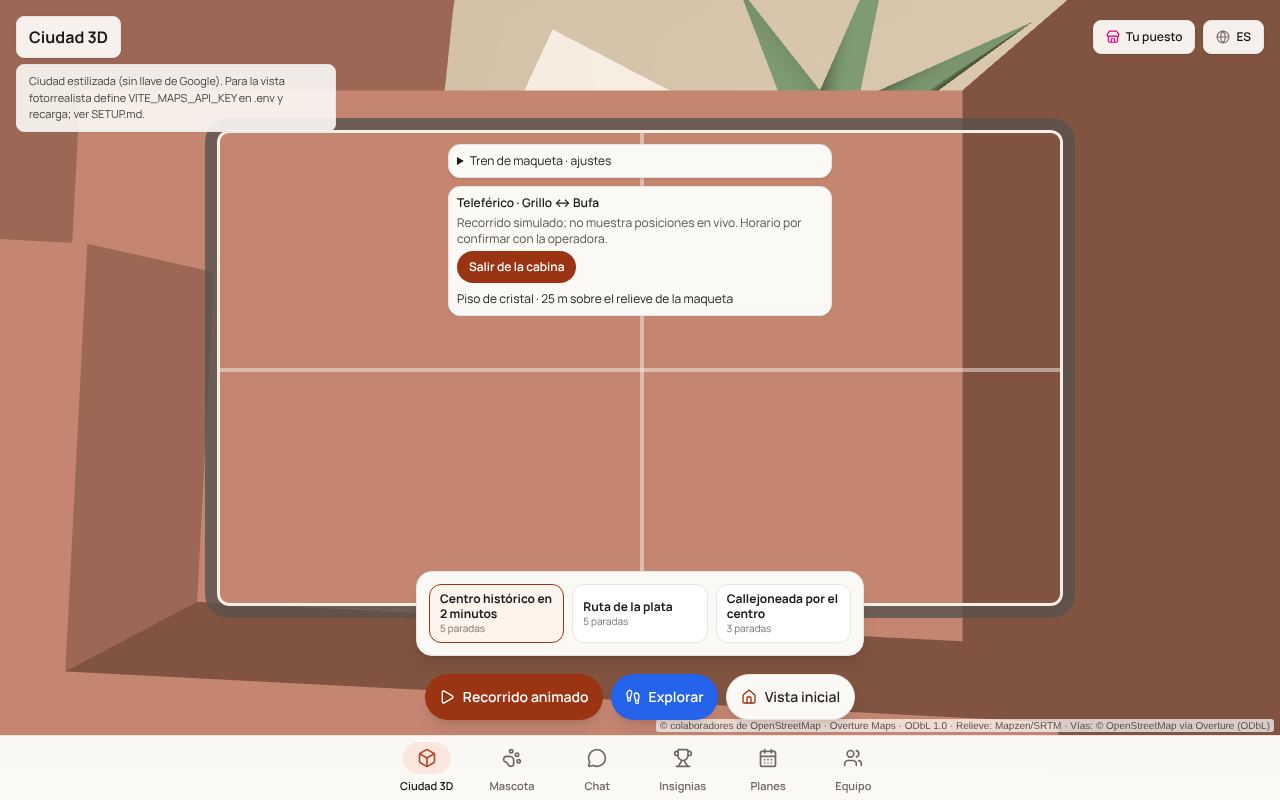 Ciudad 3D
Tu puesto
ES
Ciudad estilizada (sin llave de Google). Para la vista
fotorrealista define VITE_MAPS_API_KEY en .env y
recarga; ver SETUP.md.
Tren de maqueta · ajustes
Teleférico · Grillo ↔ Bufa
Recorrido simulado; no muestra posiciones en vivo. Horario por
confirmar con la operadora.
Salir de la cabina
Piso de cristal · 25 m sobre el relieve de la maqueta
Centro histórico en
2 minutos
5 paradas
Ruta de la plata
5 paradas
Callejoneada por el
centro
3 paradas
Recorrido animado
Explorar
Vista inicial
© colaboradores de OpenStreetMap · Overture Maps · ODbL 1.0 · Relieve: Mapzen/SRTM · Vías: © OpenStreetMap vía Overture (ODbL)
Ciudad 3D
Mascota
Chat
Insignias
Planes
Equipo